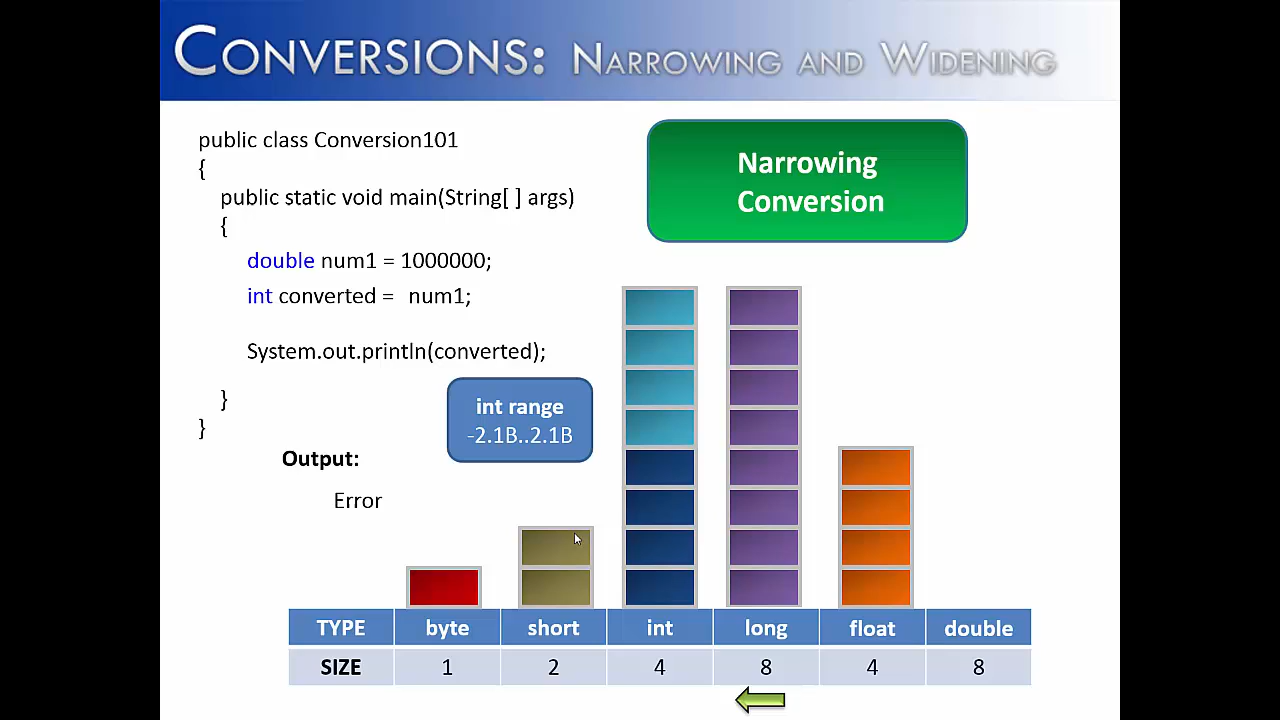 CONVERSIONS: NARROWING AND WIDENING
public class Conversion101
{
public static void main(String[ ] args)
{
double num1 = 1000000;
int converted = num1;
System.out.println(converted);
}
}
Narrowing
Conversion
int range
-2.1B..2.1B
Output:
Error
TYPE byte short int long float double
SIZE 1 2 4 8 4 8